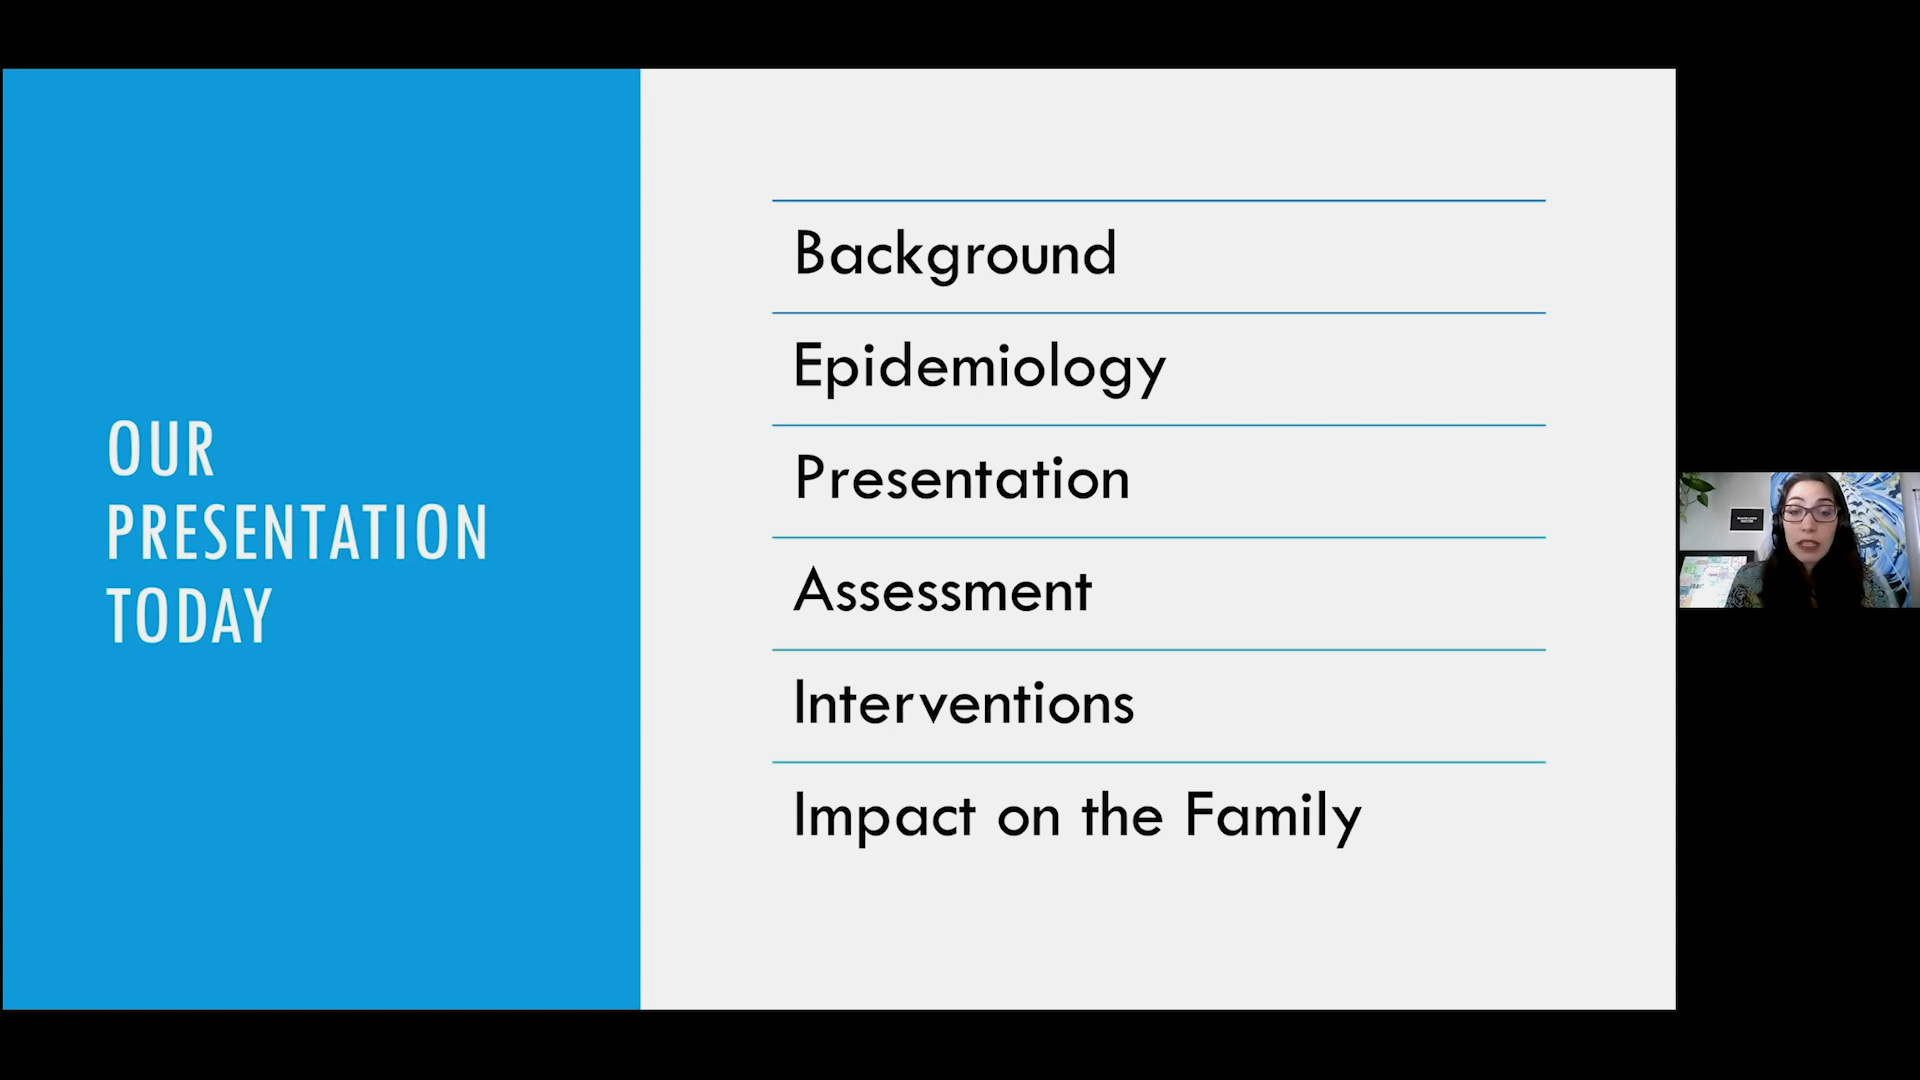 OUR
PRESENTATION
TODAY
Background
Epidemiology
Presentation
Assessment
Interventions
Impact on the Family